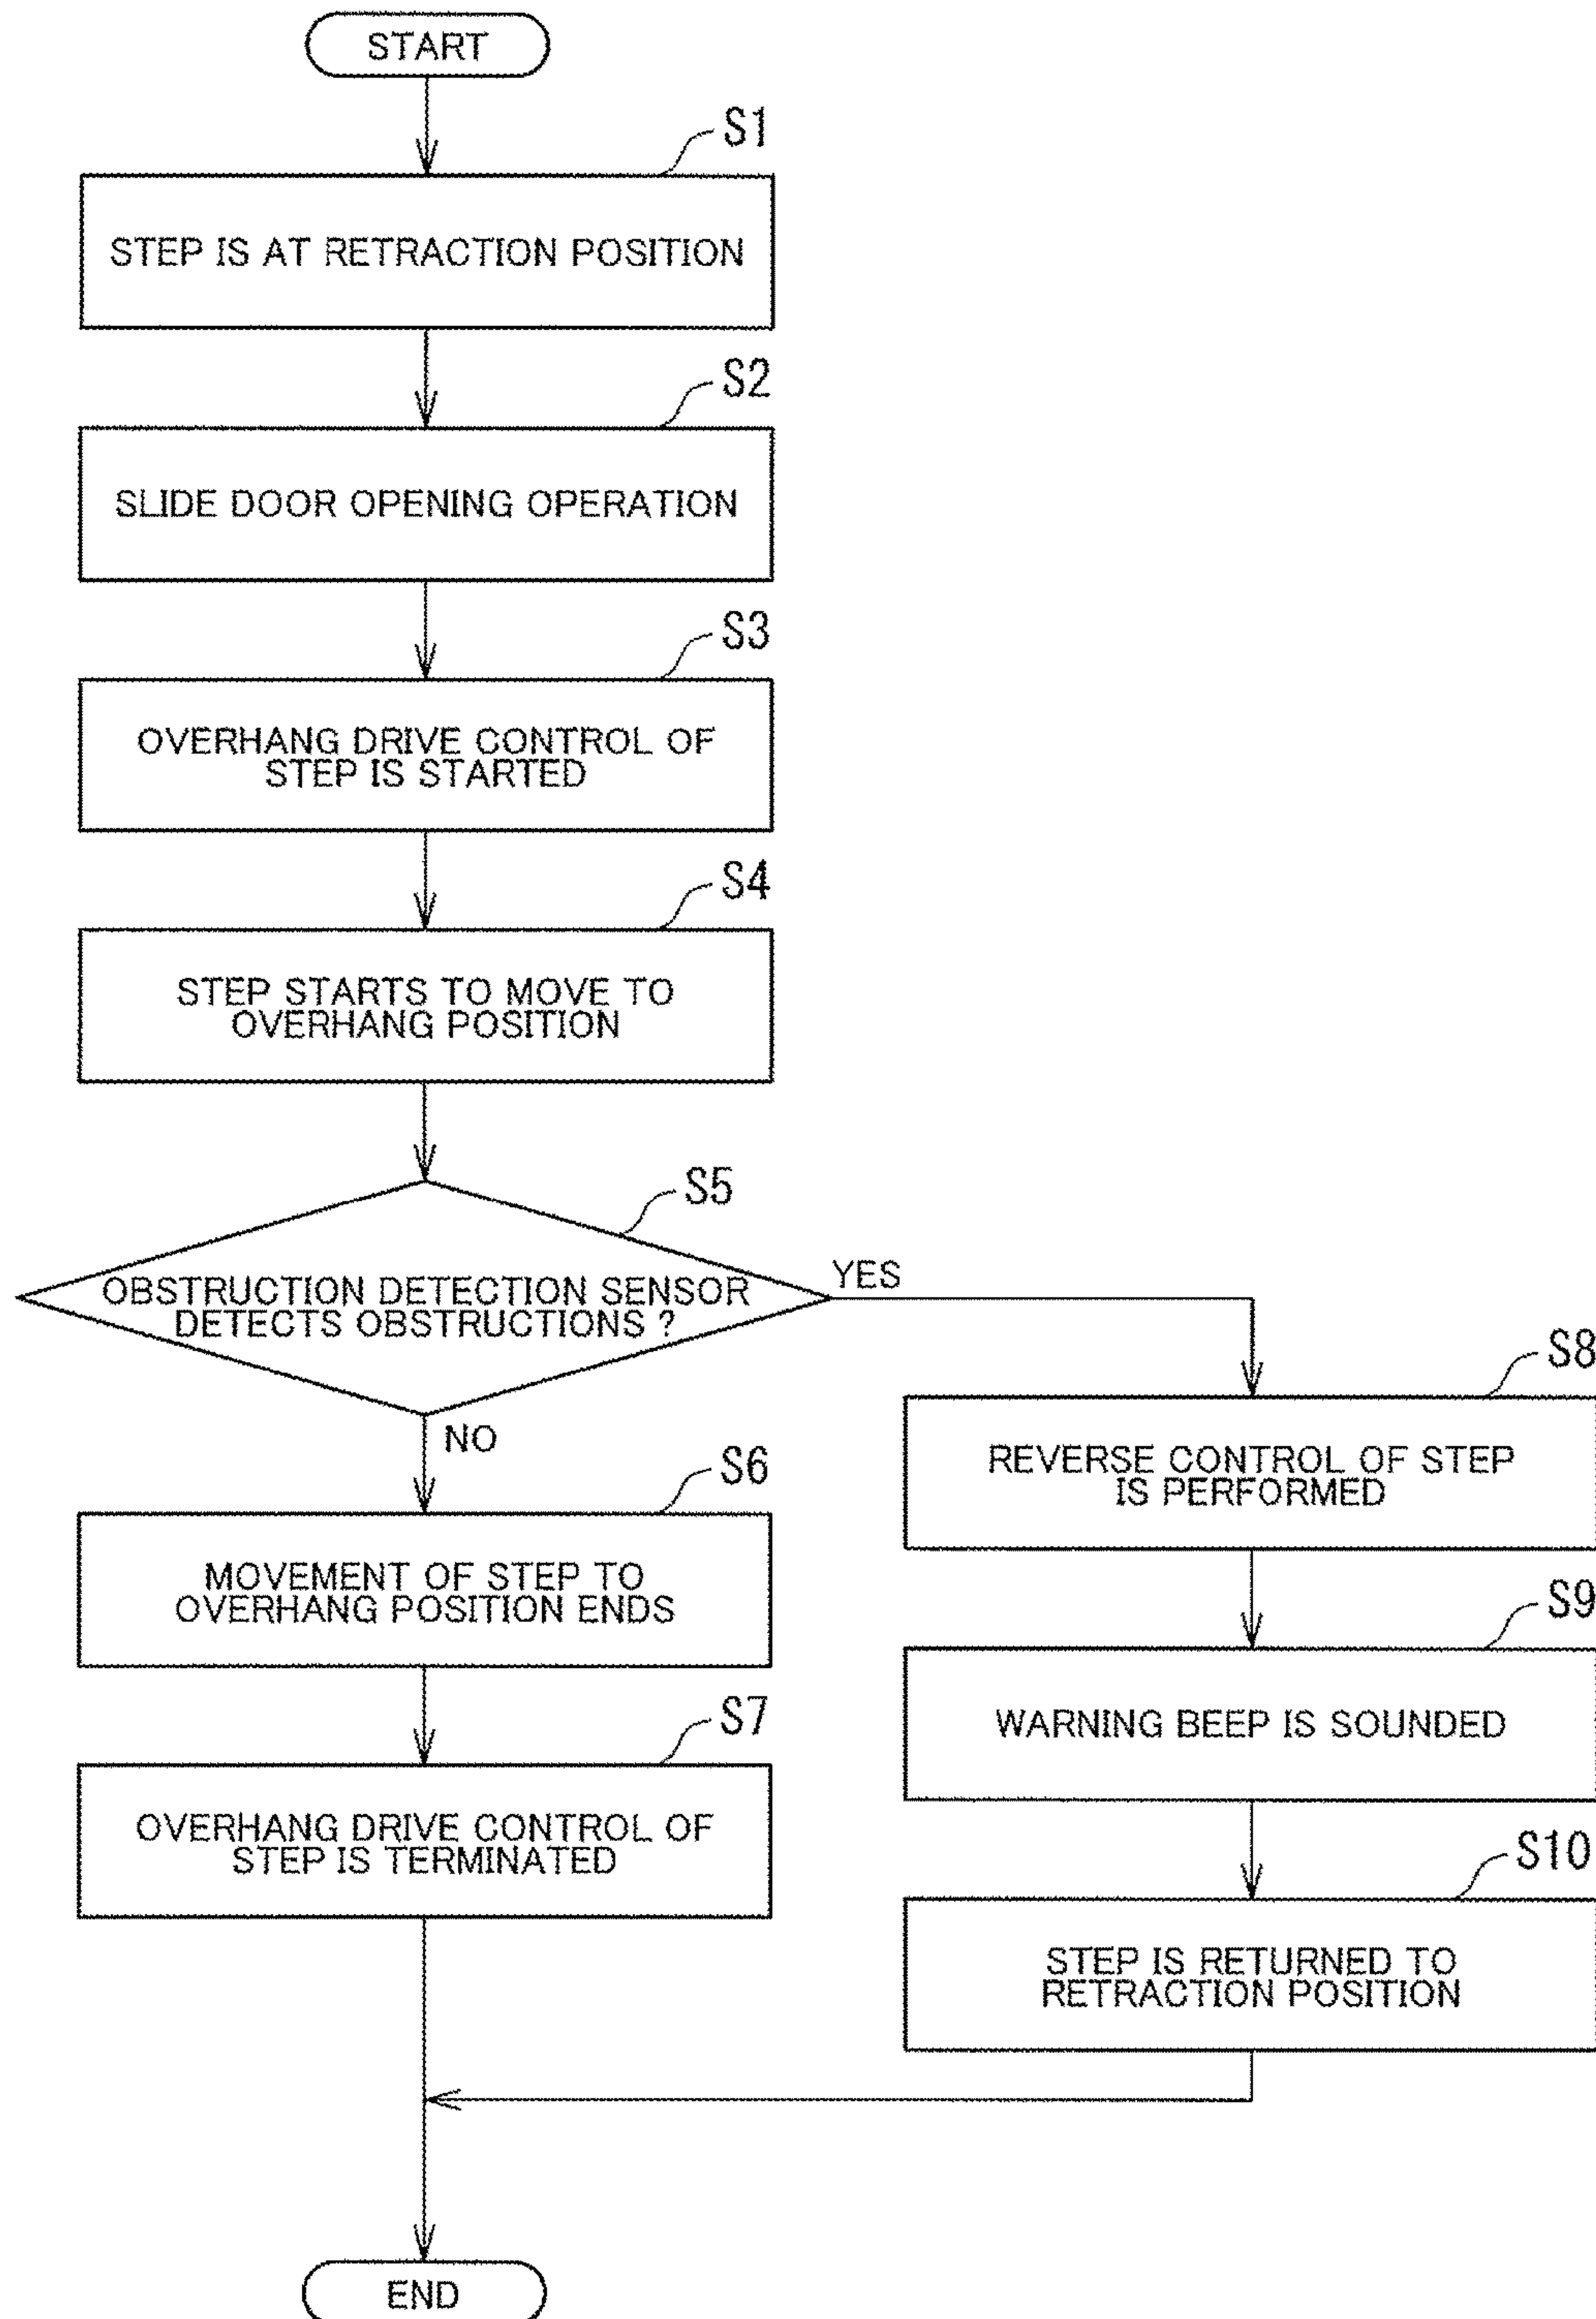 START
S1
STEP IS AT RETRACTION POSITION
S2
SLIDE DOOR OPENING OPERATION
S3
OVERHANG DRIVE CONTROL OF
STEP IS STARTED
S4
STEP STARTS TO MOVE TO
OVERHANG POSITION
S5
OBSTRUCTION DETECTION SENSOR
DETECTS OBSTRUCTIONS ?
YES
NO
S6
MOVEMENT OF STEP TO
OVERHANG POSITION ENDS
S7
OVERHANG DRIVE CONTROL OF
STEP IS TERMINATED
S8
REVERSE CONTROL OF STEP
IS PERFORMED
S9
WARNING BEEP IS SOUNDED
S10
STEP IS RETURNED TO
RETRACTION POSITION
END